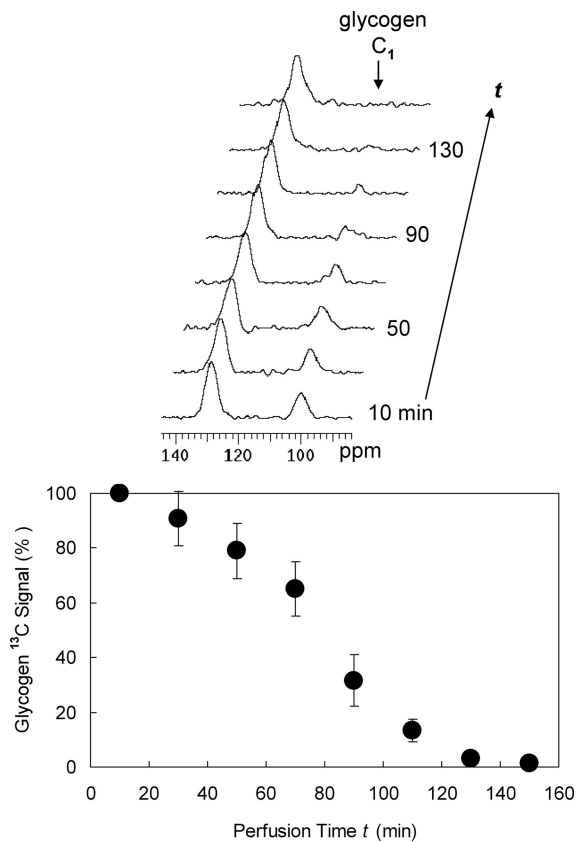 glycogen
C1
t
130
90
50
10 min
140 120 100 ppm
100
80
60
40
20
0
Glycogen 13C Signal (%)
0 20 40 60 80 100 120 140 160
Perfusion Time t (min)